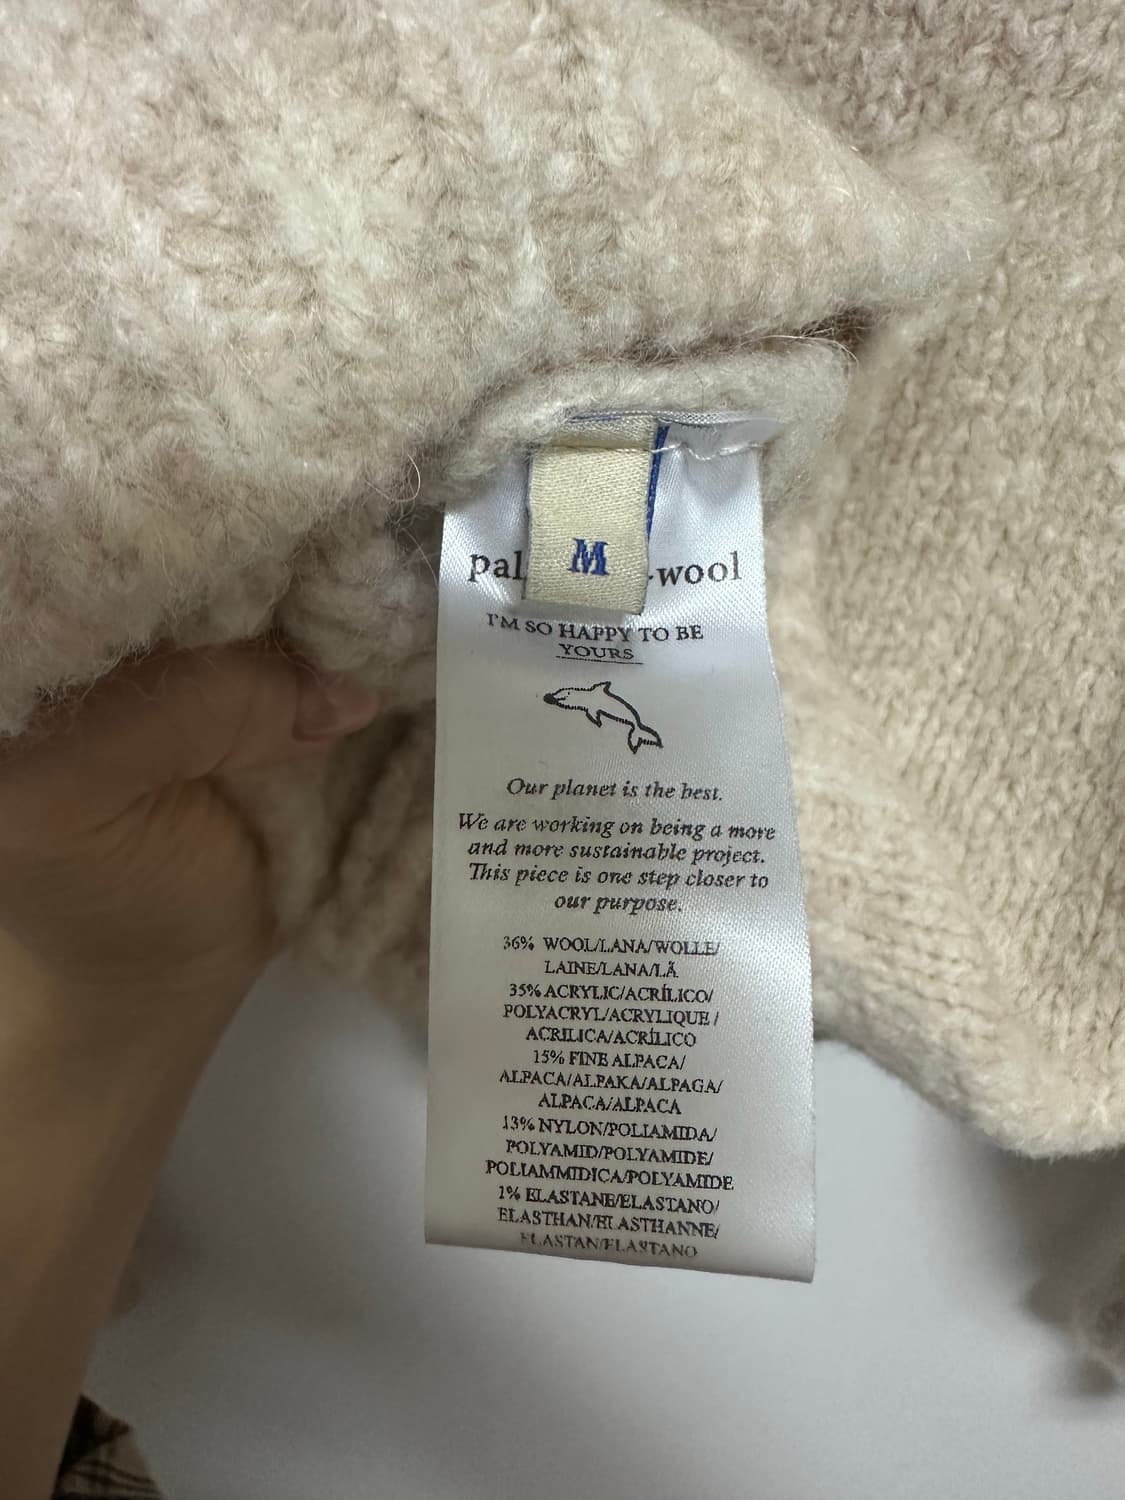 M
pal -wool
I'M SO HAPPY TO BE
YOURS
Our planet is the best.
We are working on being a more
and more sustainable project.
This piece is one step closer to
our purpose.
36% WOOL/LANA/WOLLE/
LAINE/LANA/LÃ
35% ACRYLIC/ACRÍLICO/
POLYACRYL/ACRYLIQUE /
ACRILICA/ACRÍLICO
15% FINE ALPACA/
ALPACA/ALPAKA/ALPAGA/
ALPACA/ALPACA
13% NYLON/POLIAMIDA/
POLYAMID/POLYAMIDE/
POLIAMMIDICA/POLYAMIDE
1% ELASTANE/ELASTANO/
ELASTHAN/ELASTHANNE/
ELASTAN/ELASTANO